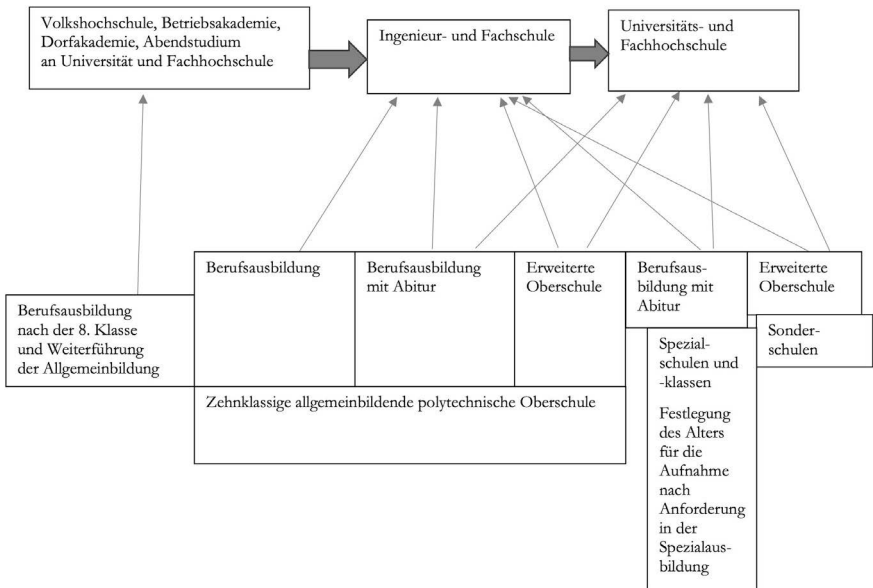 Volkshochschule, Betriebsakademie,
Dorfakademie, Abendstudium
an Universität und Fachhochschule
Ingenieur- und Fachschule
Universitäts- und
Fachhochschule
Berufsausbildung
nach der 8. Klasse
und Weiterführung
der Allgemeinbildung
Berufsausbildung
Berufsausbildung
mit Abitur
Erweiterte
Oberschule
Berufsaus-
bildung mit
Abitur
Erweiterte
Oberschule
Sonder-
schulen
Spezial-
schulen und
-klassen
Festlegung
des Alters
für die
Aufnahme
nach
Anforderung
in der
Spezialaus-
bildung
Zehnklassige allgemeinbildende polytechnische Oberschule